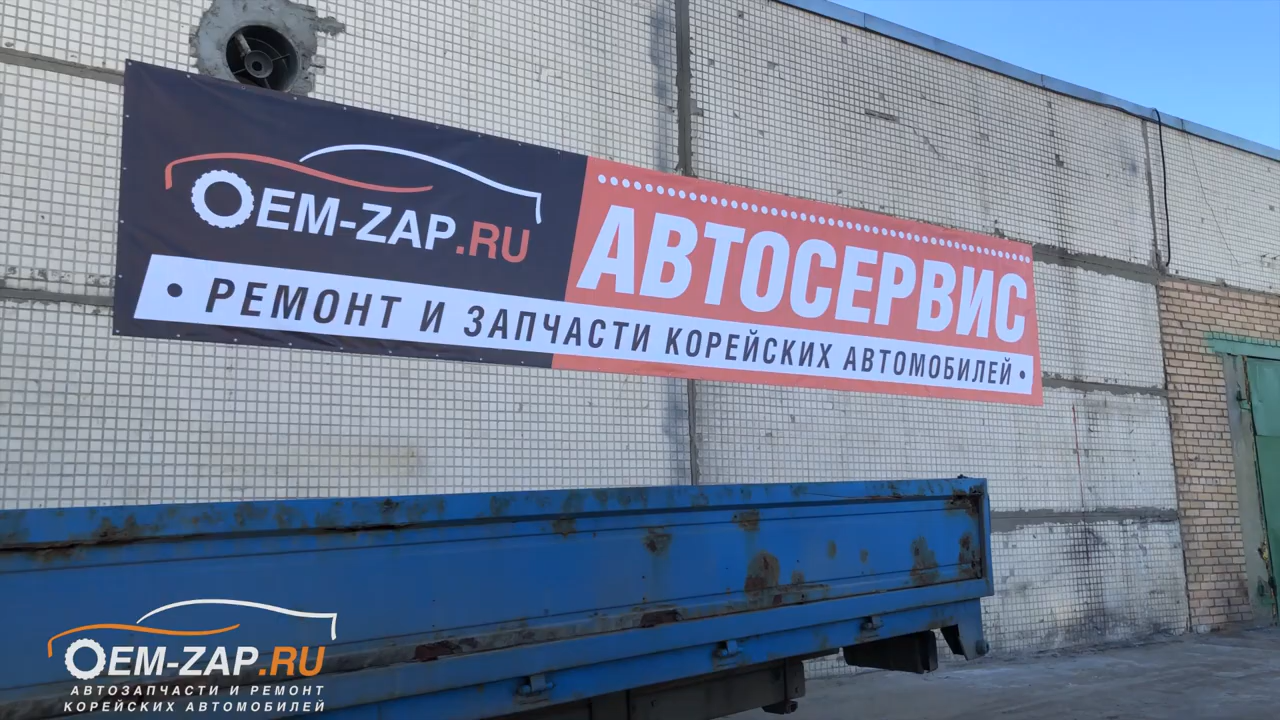 OEM-ZAP.RU
АВТОСЕРВИС
• РЕМОНТ И ЗАПЧАСТИ КОРЕЙСКИХ АВТОМОБИЛЕЙ •
OEM-ZAP.RU
АВТОЗАПЧАСТИ И РЕМОНТ
КОРЕЙСКИХ АВТОМОБИЛЕЙ